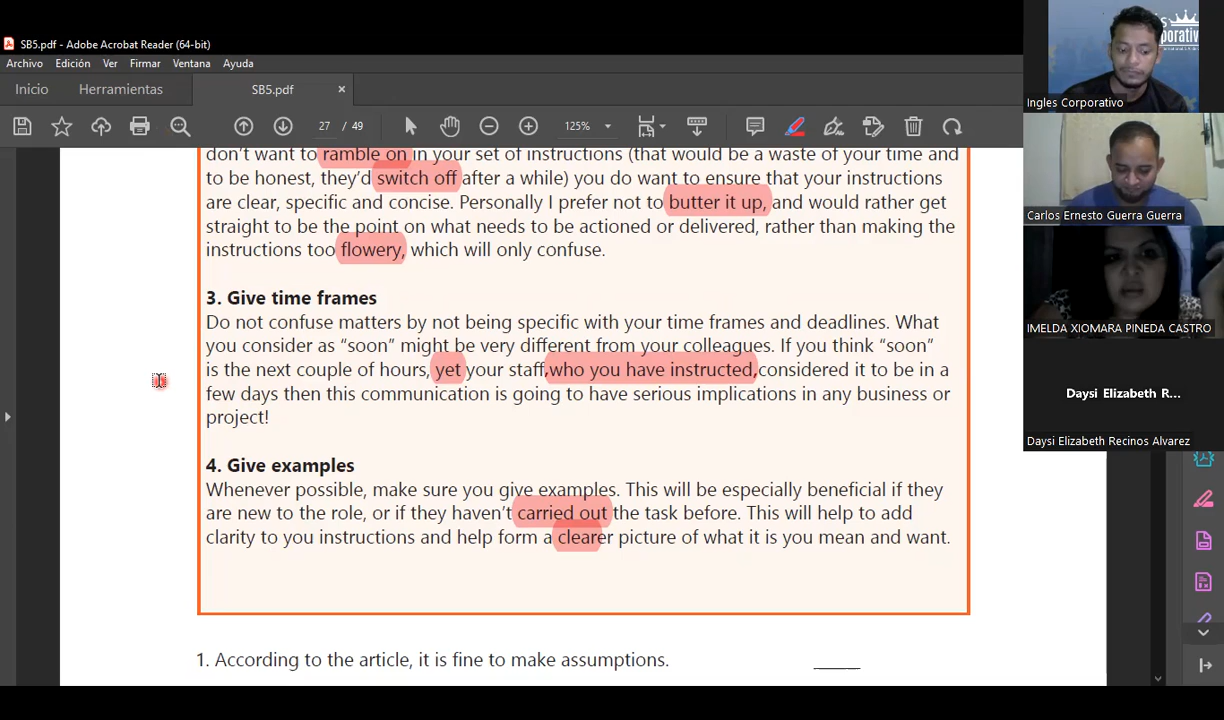 SB5.pdf - Adobe Acrobat Reader (64-bit)
Archivo Edición Ver Firmar Ventana Ayuda
Inicio Herramientas SB5.pdf ×
27 / 49 125%
don't want to ramble on in your set of instructions (that would be a waste of your time and
to be honest, they'd switch off after a while) you do want to ensure that your instructions
are clear, specific and concise. Personally I prefer not to butter it up, and would rather get
straight to be the point on what needs to be actioned or delivered, rather than making the
instructions too flowery, which will only confuse.
3. Give time frames
Do not confuse matters by not being specific with your time frames and deadlines. What
you consider as “soon” might be very different from your colleagues. If you think “soon”
is the next couple of hours, yet your staff,who you have instructed,considered it to be in a
few days then this communication is going to have serious implications in any business or
project!
4. Give examples
Whenever possible, make sure you give examples. This will be especially beneficial if they
are new to the role, or if they haven't carried out the task before. This will help to add
clarity to you instructions and help form a clearer picture of what it is you mean and want.
1. According to the article, it is fine to make assumptions. _____
Ingles Corporativo
Carlos Ernesto Guerra Guerra
IMELDA XIOMARA PINEDA CASTRO
Daysi Elizabeth R...
Daysi Elizabeth Recinos Alvarez